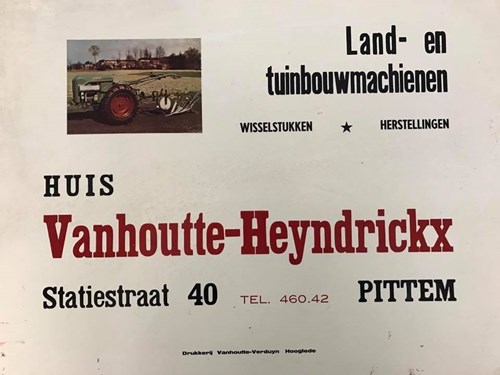 Land- en
tuinbouwmachienen
WISSELSTUKKEN ★ HERSTELLINGEN
HUIS
Vanhoutte-Heyndrickx
Statiestraat 40 TEL. 460.42 PITTEM
Drukkerij Vanhoutte-Verduyn Hooglede